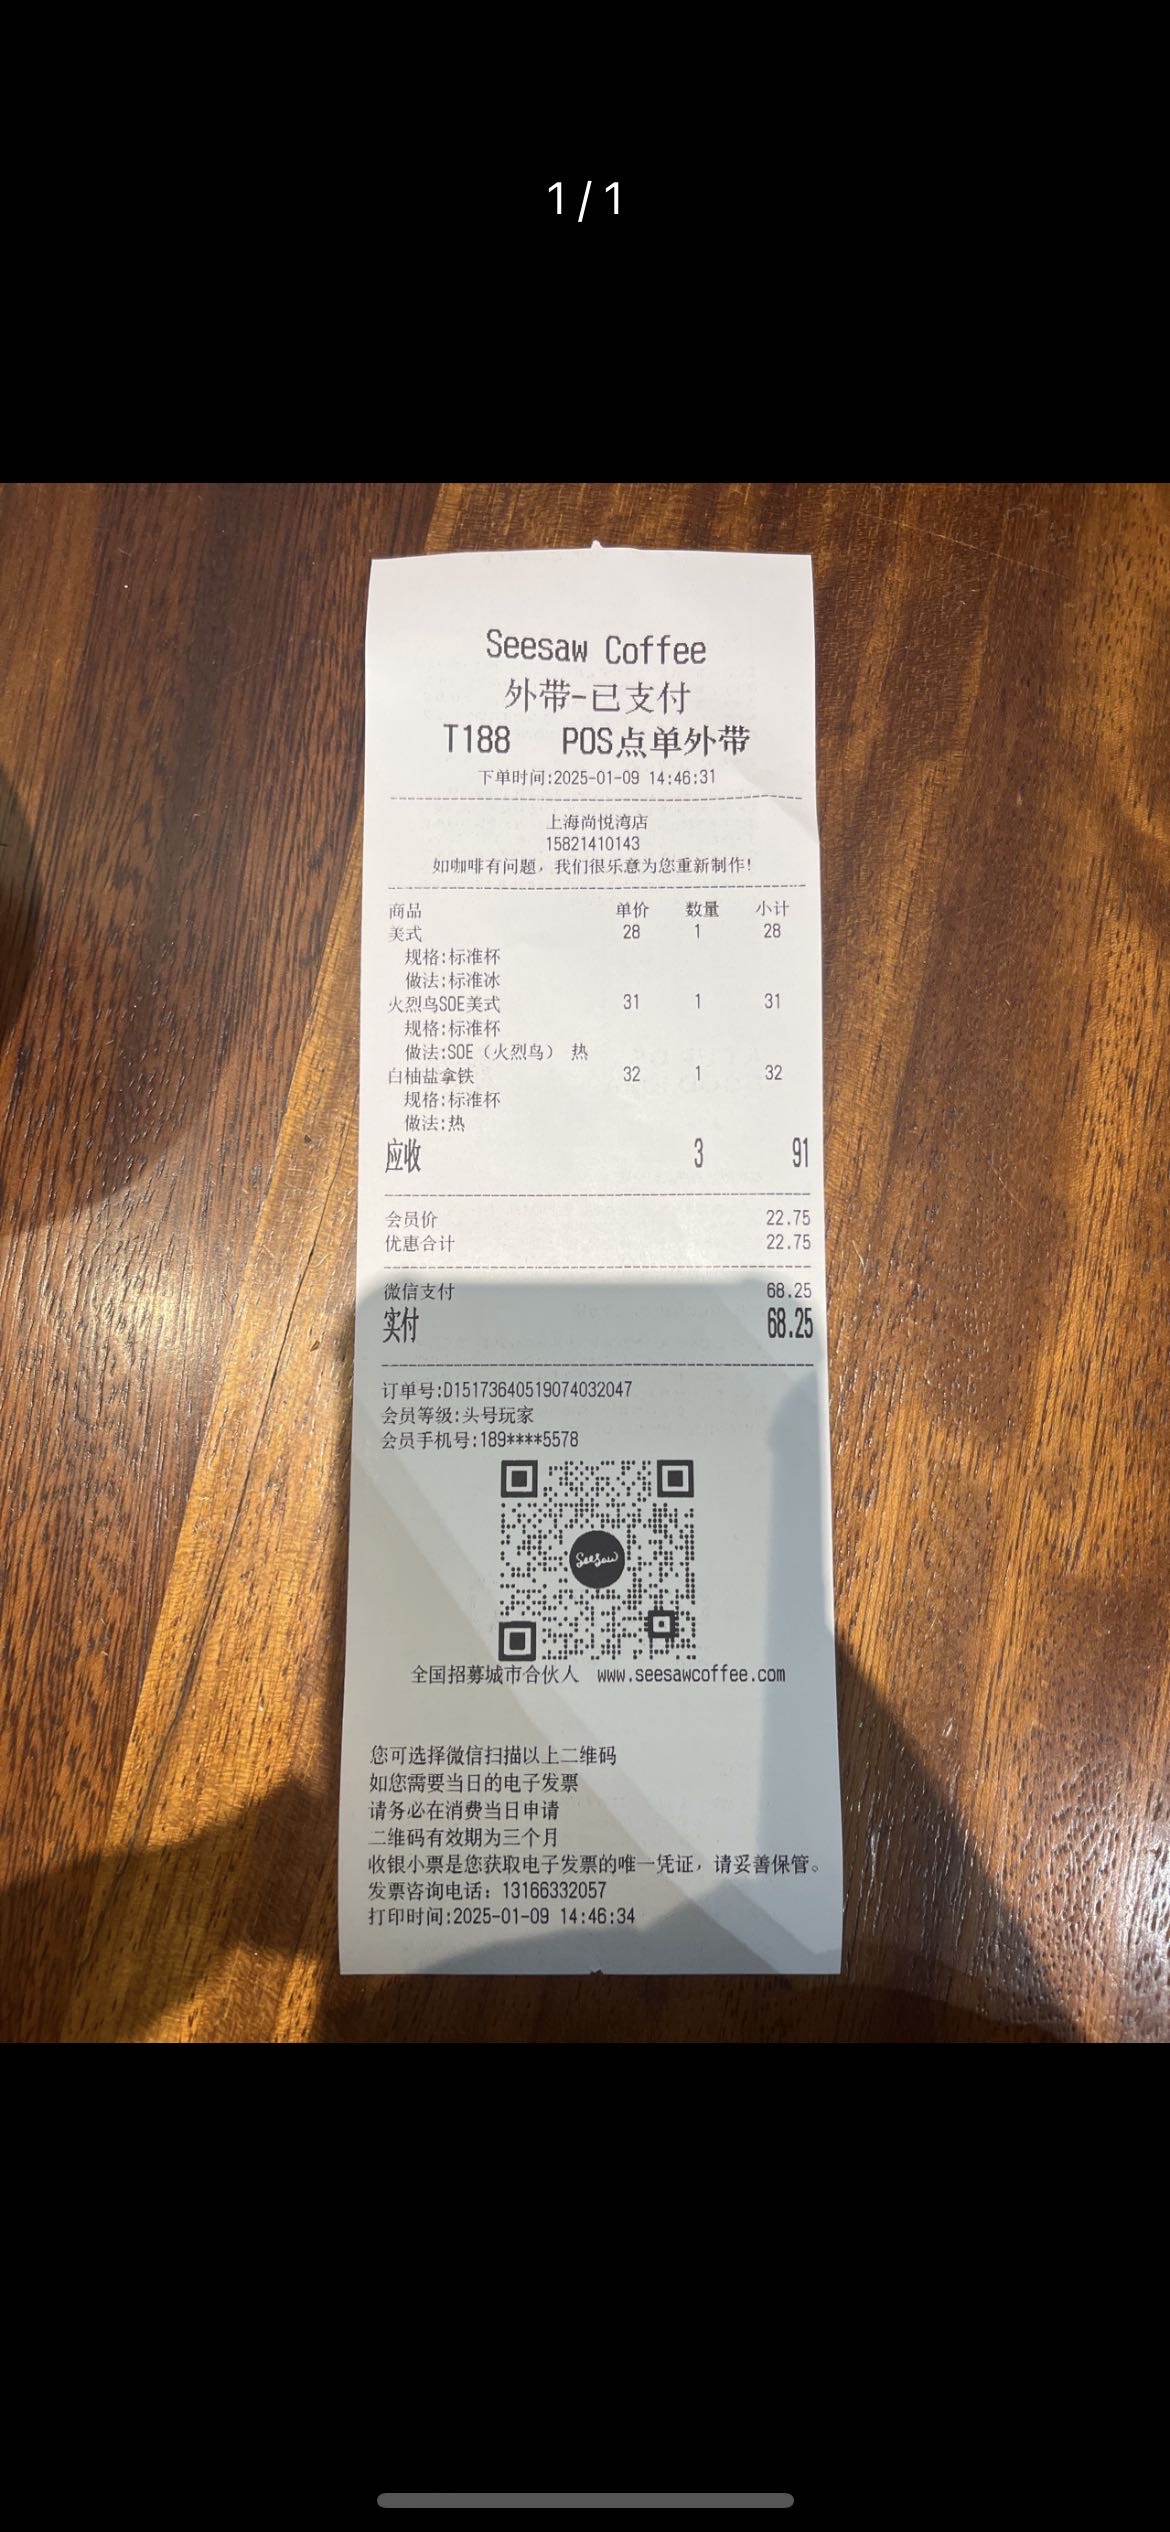 1 / 1
Seesaw Coffee
外带-已支付
T188 POS点单外带
下单时间:2025-01-09 14:46:31
上海尚悦湾店
15821410143
如咖啡有问题，我们很乐意为您重新制作!
商品 单价 数量 小计
美式 28 1 28
规格:标准杯
做法:标准冰
火烈鸟SOE美式 31 1 31
规格:标准杯
做法:SOE（火烈鸟） 热
白柚盐拿铁 32 1 32
规格:标准杯
做法:热
应收 3 91
会员价 22.75
优惠合计 22.75
微信支付 68.25
实付 68.25
订单号:D15173640519074032047
会员等级:头号玩家
会员手机号:189****5578
SeeSaw
全国招募城市合伙人 www.seesawcoffee.com
您可选择微信扫描以上二维码
如您需要当日的电子发票
请务必在消费当日申请
二维码有效期为三个月
收银小票是您获取电子发票的唯一凭证，请妥善保管。
发票咨询电话：13166332057
打印时间:2025-01-09 14:46:34